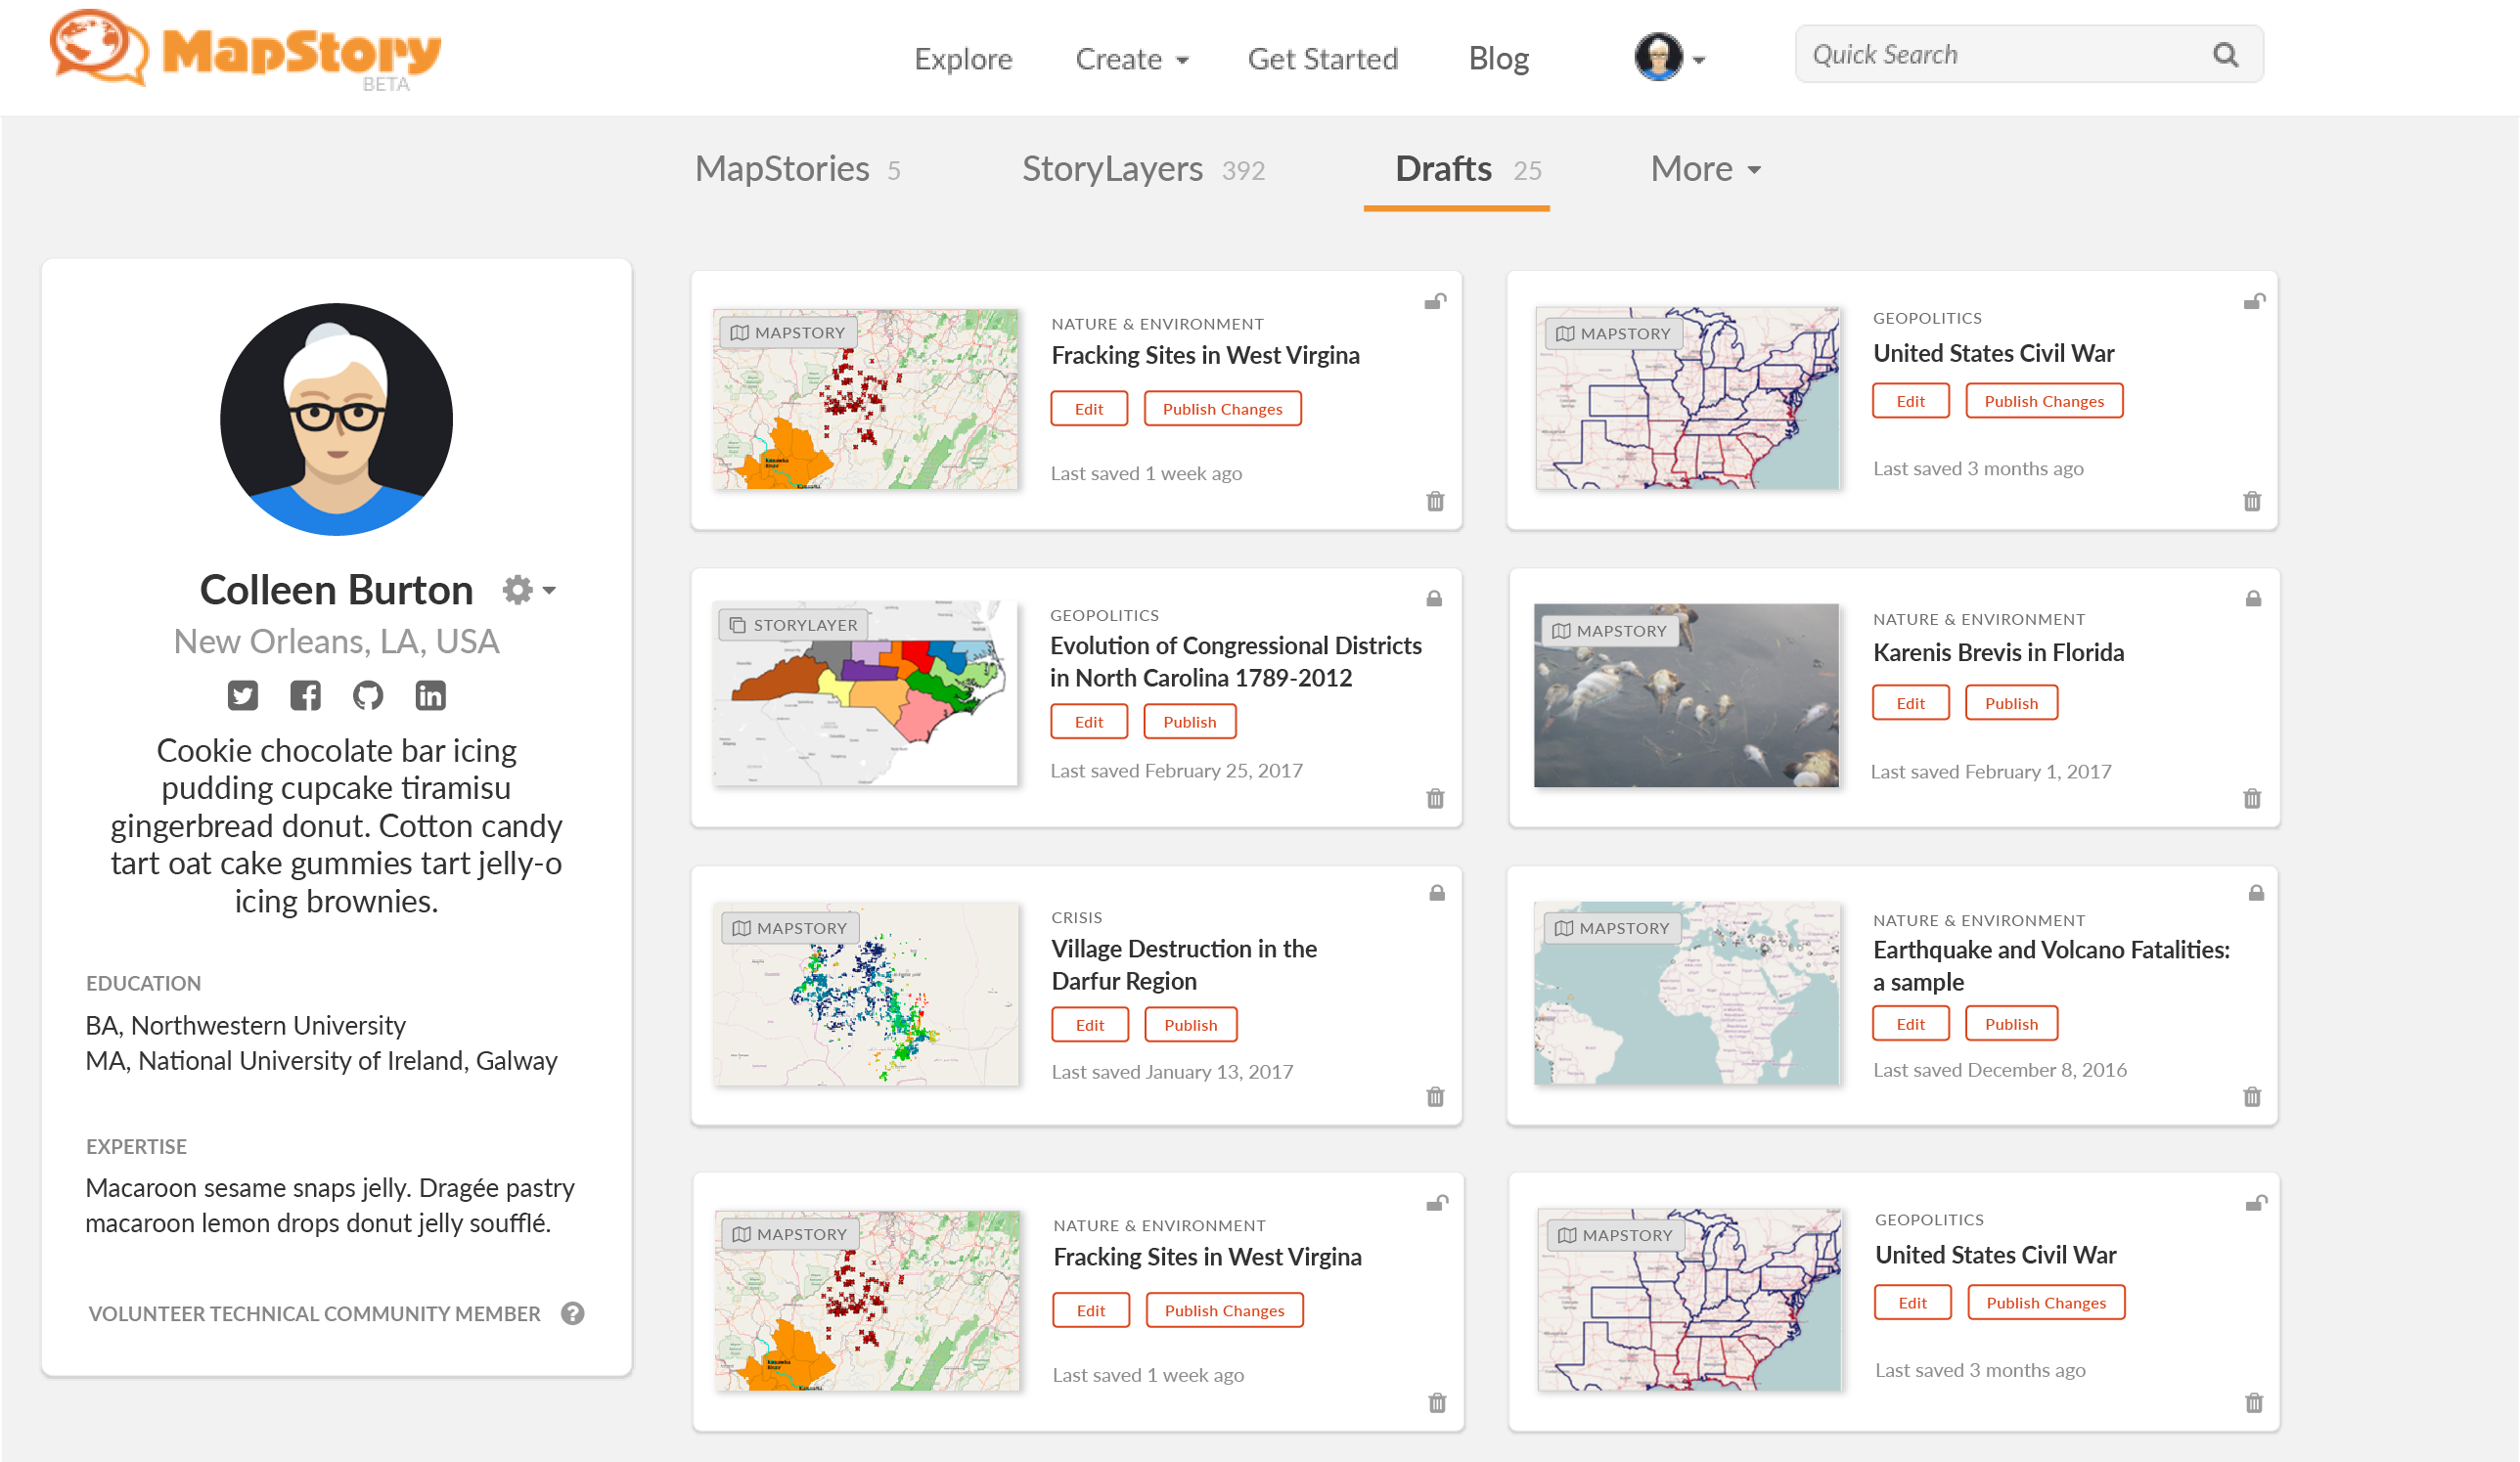 MapStory
BETA
Explore
Create
Get Started
Blog
Quick Search
MapStories 5
StoryLayers 392
Drafts 25
More
Colleen Burton
New Orleans, LA, USA
Cookie chocolate bar icing
pudding cupcake tiramisu
gingerbread donut. Cotton candy
tart oat cake gummies tart jelly-o
icing brownies.
EDUCATION
BA, Northwestern University
MA, National University of Ireland, Galway
EXPERTISE
Macaroon sesame snaps jelly. Dragée pastry
macaroon lemon drops donut jelly soufflé.
VOLUNTEER TECHNICAL COMMUNITY MEMBER
MAPSTORY
NATURE & ENVIRONMENT
Fracking Sites in West Virgina
Edit
Publish Changes
Last saved 1 week ago
MAPSTORY
GEOPOLITICS
United States Civil War
Edit
Publish Changes
Last saved 3 months ago
STORYLAYER
GEOPOLITICS
Evolution of Congressional Districts
in North Carolina 1789-2012
Edit
Publish
Last saved February 25, 2017
MAPSTORY
NATURE & ENVIRONMENT
Karenis Brevis in Florida
Edit
Publish
Last saved February 1, 2017
MAPSTORY
CRISIS
Village Destruction in the
Darfur Region
Edit
Publish
Last saved January 13, 2017
MAPSTORY
NATURE & ENVIRONMENT
Earthquake and Volcano Fatalities:
a sample
Edit
Publish
Last saved December 8, 2016
MAPSTORY
NATURE & ENVIRONMENT
Fracking Sites in West Virgina
Edit
Publish Changes
Last saved 1 week ago
MAPSTORY
GEOPOLITICS
United States Civil War
Edit
Publish Changes
Last saved 3 months ago